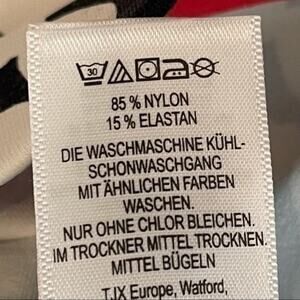 30
85 % NYLON
15 % ELASTAN
DIE WASCHMASCHINE KÜHL-
SCHONWASCHGANG
MIT ÄHNLICHEN FARBEN
WASCHEN.
NUR OHNE CHLOR BLEICHEN.
IM TROCKNER MITTEL TROCKNEN.
MITTEL BÜGELN
TJX Europe, Watford,